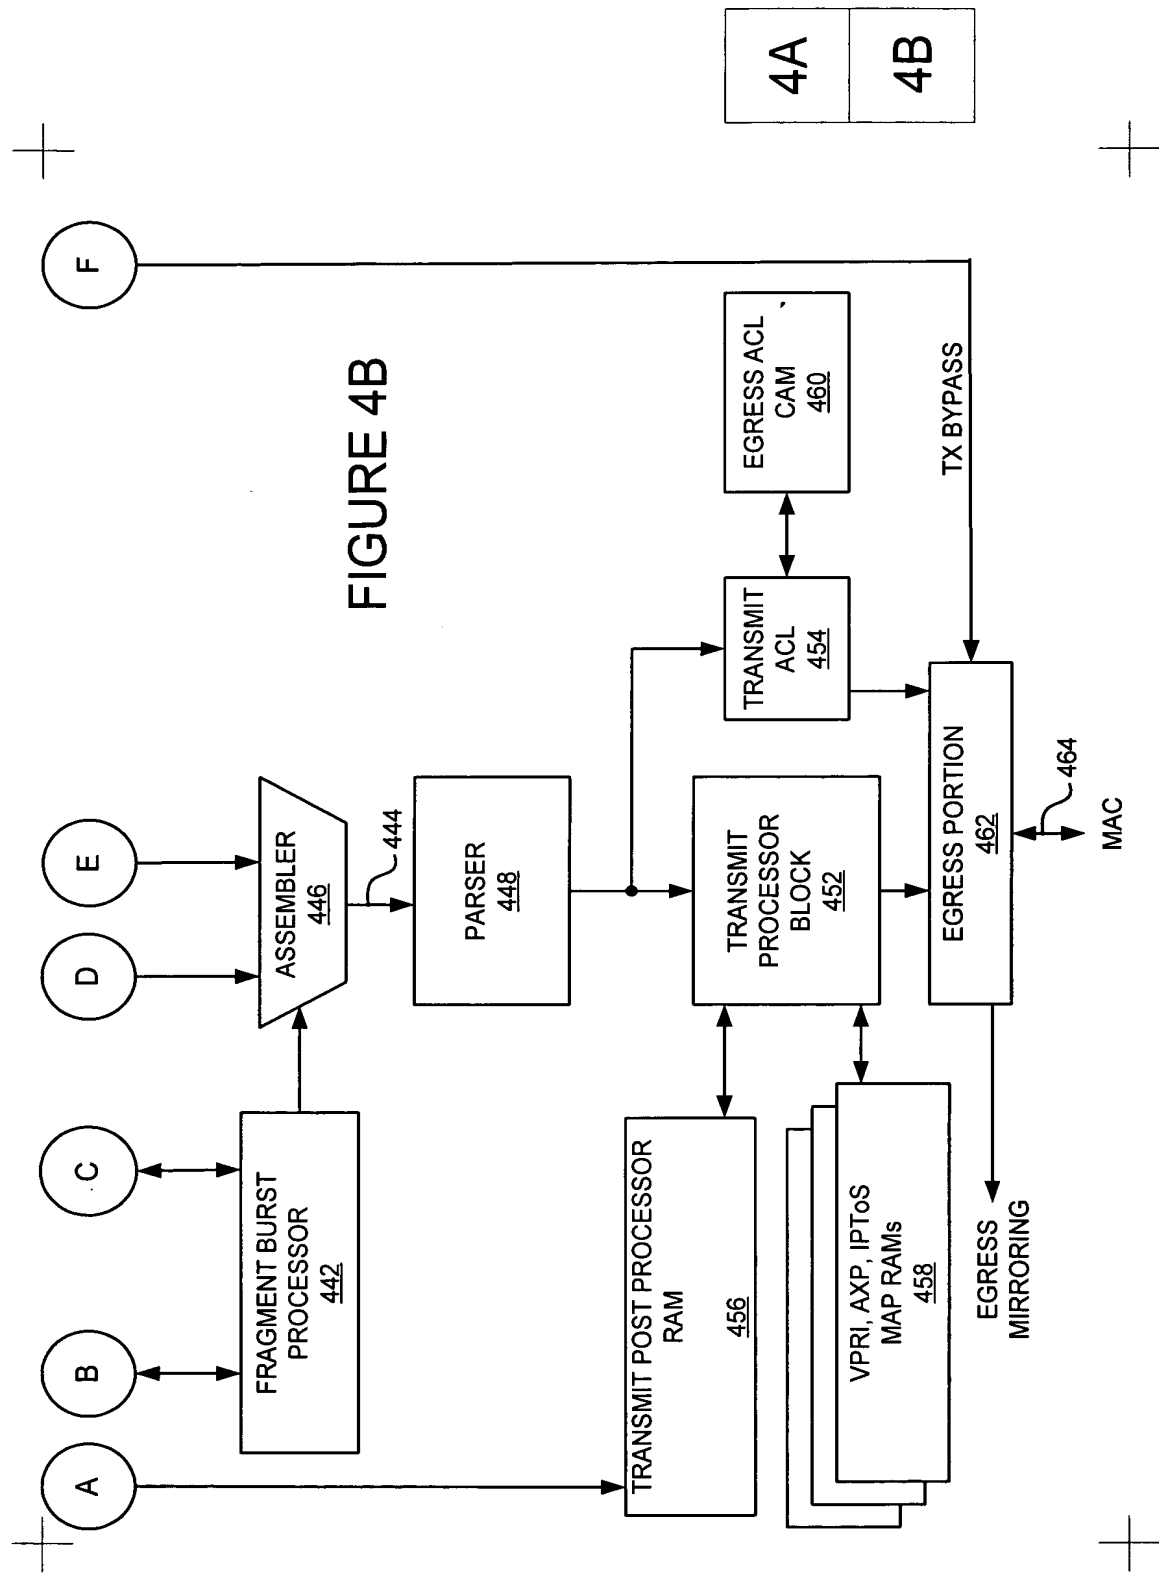 A
B
C
D
E
F
FRAGMENT BURST
PROCESSOR
442
ASSEMBLER
446
444
PARSER
448
FIGURE 4B
TRANSMIT POST PROCESSOR
RAM
456
TRANSMIT
PROCESSOR
BLOCK
452
TRANSMIT
ACL
454
EGRESS ACL
CAM
460
VPRI, AXP, IPToS
MAP RAMs
458
EGRESS PORTION
462
TX BYPASS
EGRESS
MIRRORING
464
MAC
4A
4B